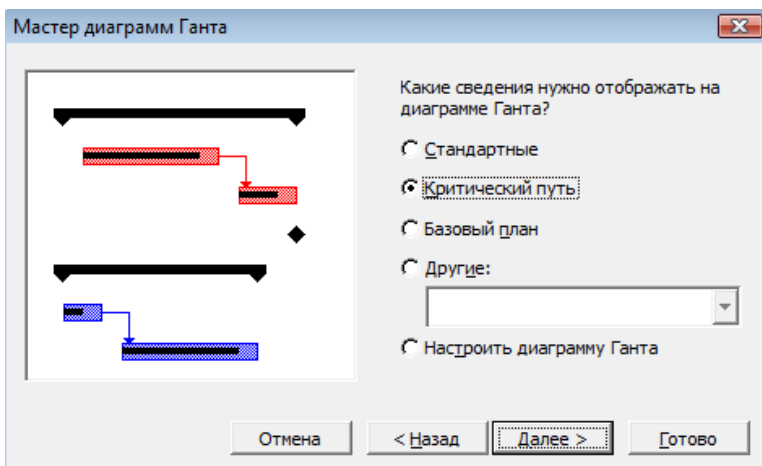 Мастер диаграмм Ганта
Какие сведения нужно отображать на
диаграмме Ганта?
Стандартные
Критический путь
Базовый план
Другие:
Настроить диаграмму Ганта
Отмена
< Назад
Далее >
Готово